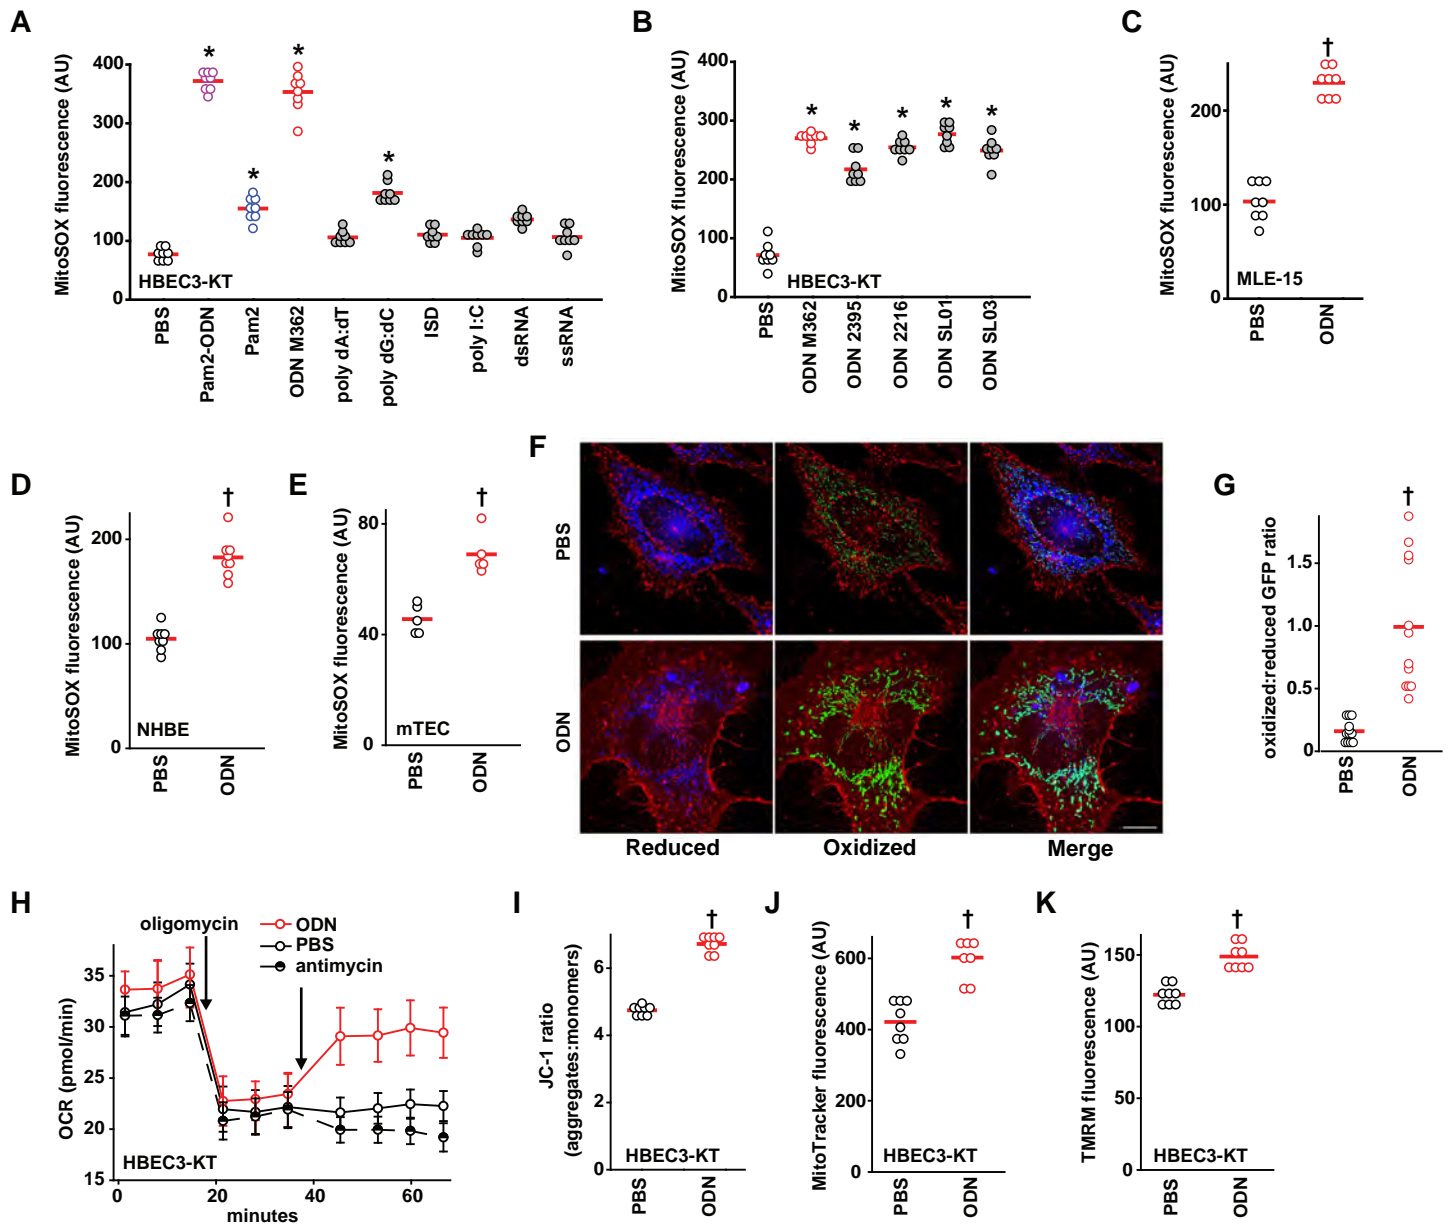 A
MitoSOX fluorescence (AU)
400
300
200
100
0
*
*
*
*
HBEC3-KT
PBS
Pam2-ODN
Pam2
ODN M362
poly dA:dT
poly dG:dC
ISD
poly I:C
dsRNA
ssRNA
B
MitoSOX fluorescence (AU)
400
300
200
100
0
*
*
*
*
*
HBEC3-KT
PBS
ODN M362
ODN 2395
ODN 2216
ODN SL01
ODN SL03
C
MitoSOX fluorescence (AU)
200
100
0
†
MLE-15
PBS
ODN
D
MitoSOX fluorescence (AU)
200
100
0
†
NHBE
PBS
ODN
E
MitoSOX fluorescence (AU)
80
40
0
†
mTEC
PBS
ODN
F
PBS
ODN
Reduced
Oxidized
Merge
G
oxidized:reduced GFP ratio
1.5
1.0
0.5
0
†
PBS
ODN
H
OCR (pmol/min)
35
30
25
20
15
oligomycin
ODN
PBS
antimycin
HBEC3-KT
0
20
40
60
minutes
I
JC-1 ratio
(aggregates:monomers)
6
4
2
0
†
HBEC3-KT
PBS
ODN
J
MitoTracker fluorescence (AU)
600
400
200
0
†
HBEC3-KT
PBS
ODN
K
TMRM fluorescence (AU)
150
100
50
0
†
HBEC3-KT
PBS
ODN